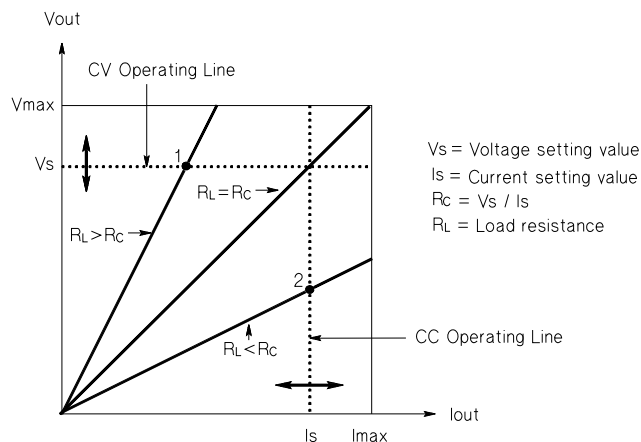 Vout
CV Operating Line
Vmax
Vs
1
RL=RC
RL>RC
2
RL<RC
CC Operating Line
Iout
Is
Imax
Vs = Voltage setting value
Is = Current setting value
RC = Vs / Is
RL = Load resistance